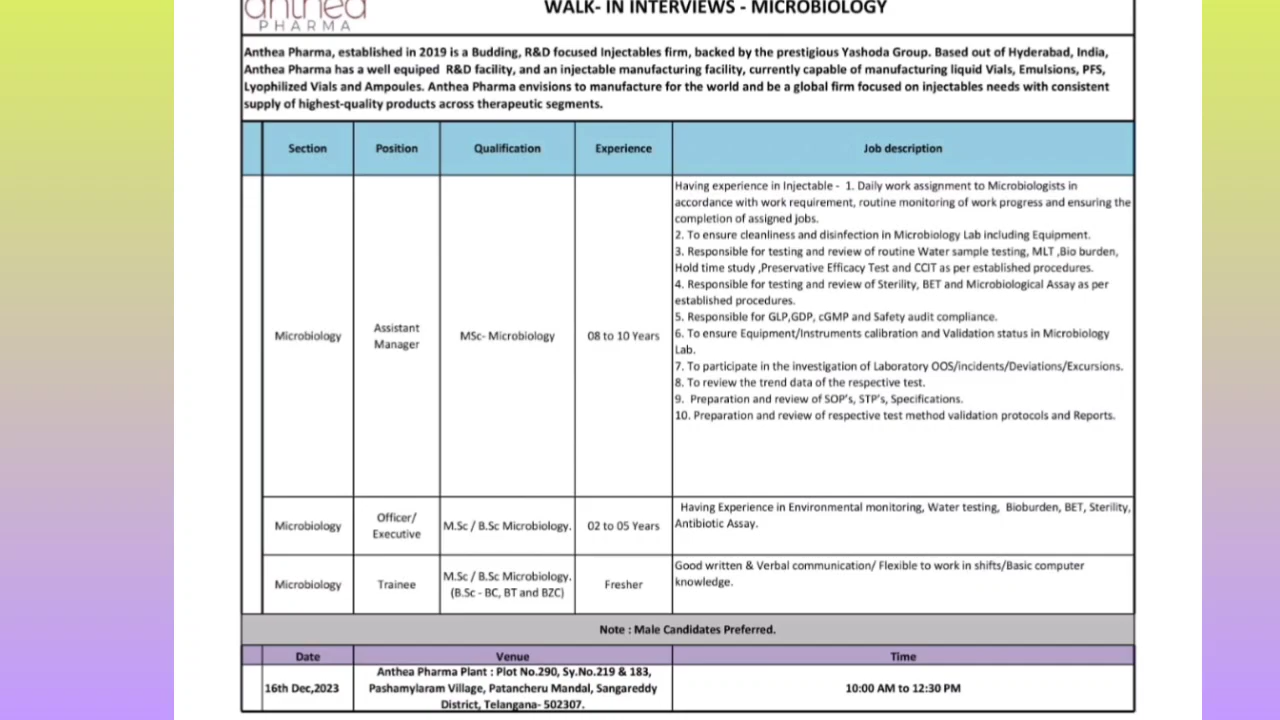 anthea
PHARMA
WALK- IN INTERVIEWS - MICROBIOLOGY
Anthea Pharma, established in 2019 is a Budding, R&D focused Injectables firm, backed by the prestigious Yashoda Group. Based out of Hyderabad, India,
Anthea Pharma has a well equiped R&D facility, and an injectable manufacturing facility, currently capable of manufacturing liquid Vials, Emulsions, PFS,
Lyophilized Vials and Ampoules. Anthea Pharma envisions to manufacture for the world and be a global firm focused on injectables needs with consistent
supply of highest-quality products across therapeutic segments.
Section Position Qualification Experience Job description
Microbiology
Assistant
Manager
MSc- Microbiology
08 to 10 Years
Having experience in Injectable - 1. Daily work assignment to Microbiologists in
accordance with work requirement, routine monitoring of work progress and ensuring the
completion of assigned jobs.
2. To ensure cleanliness and disinfection in Microbiology Lab including Equipment.
3. Responsible for testing and review of routine Water sample testing, MLT ,Bio burden,
Hold time study ,Preservative Efficacy Test and CCIT as per established procedures.
4. Responsible for testing and review of Sterility, BET and Microbiological Assay as per
established procedures.
5. Responsible for GLP,GDP, cGMP and Safety audit compliance.
6. To ensure Equipment/Instruments calibration and Validation status in Microbiology
Lab.
7. To participate in the investigation of Laboratory OOS/incidents/Deviations/Excursions.
8. To review the trend data of the respective test.
9. Preparation and review of SOP's, STP's, Specifications.
10. Preparation and review of respective test method validation protocols and Reports.
Microbiology
Officer/
Executive
M.Sc / B.Sc Microbiology.
02 to 05 Years
Having Experience in Environmental monitoring, Water testing, Bioburden, BET, Sterility,
Antibiotic Assay.
Microbiology
Trainee
M.Sc / B.Sc Microbiology.
(B.Sc - BC, BT and BZC)
Fresher
Good written & Verbal communication/ Flexible to work in shifts/Basic computer
knowledge.
Note : Male Candidates Preferred.
Date Venue Time
16th Dec,2023
Anthea Pharma Plant : Plot No.290, Sy.No.219 & 183,
Pashamylaram Village, Patancheru Mandal, Sangareddy
District, Telangana- 502307.
10:00 AM to 12:30 PM